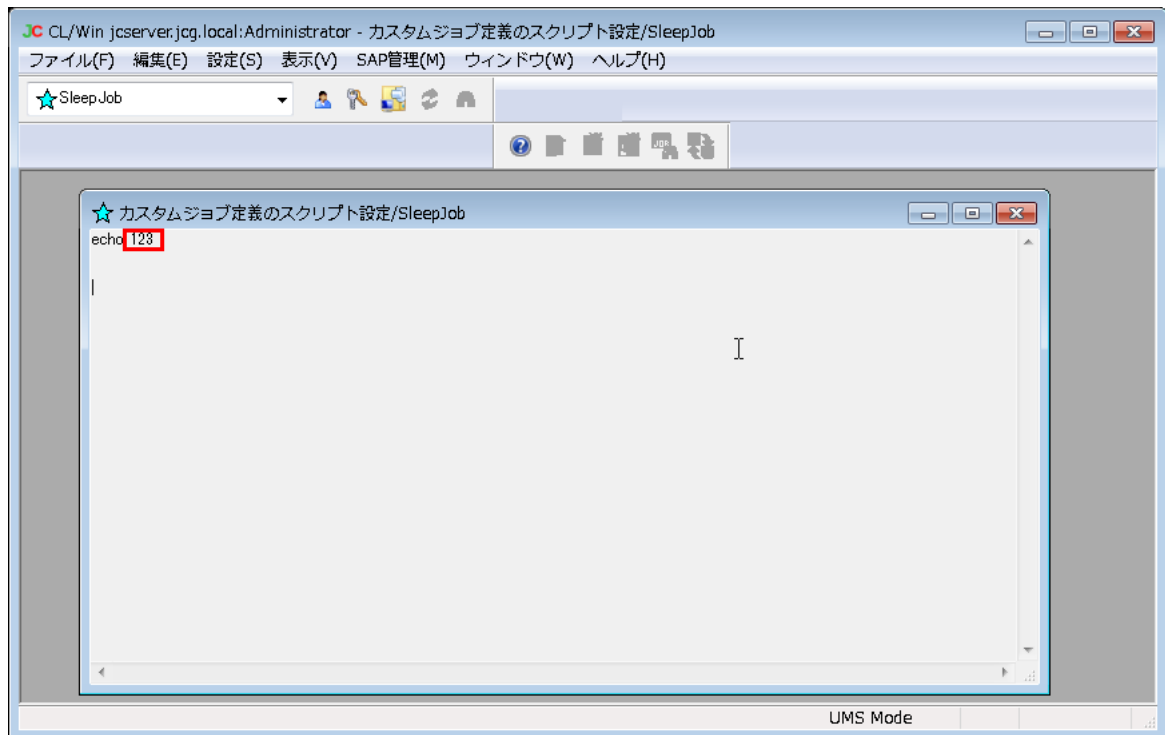 JC CL/Win jcserver.jcg.local:Administrator - カスタムジョブ定義のスクリプト設定/SleepJob
ファイル(F) 編集(E) 設定(S) 表示(V) SAP管理(M) ウィンドウ(W) ヘルプ(H)
SleepJob
JOB
カスタムジョブ定義のスクリプト設定/SleepJob
echo 123
UMS Mode